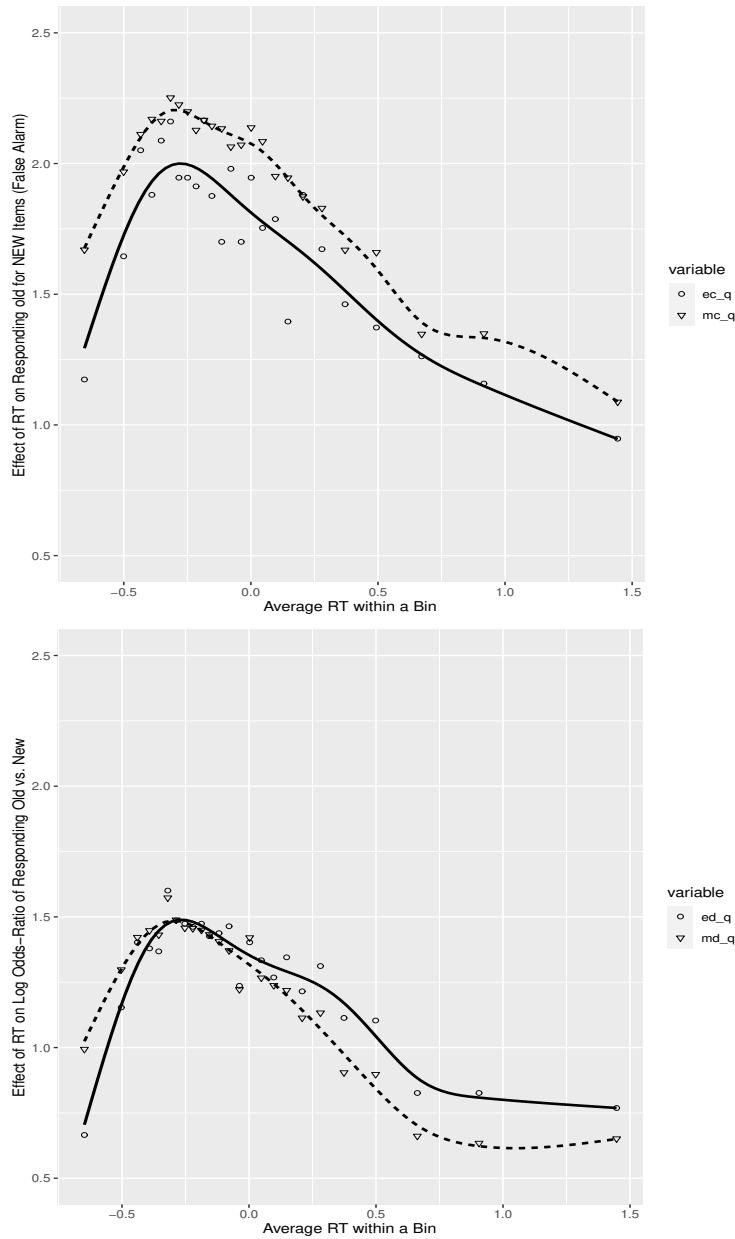 Effect of RT on Responding old for NEW Items (False Alarm)
2.5
2.0
1.5
1.0
0.5
−0.5
0.0
0.5
1.0
1.5
Average RT within a Bin
variable
ec_q
mc_q
Effect of RT on Log Odds−Ratio of Responding Old vs. New
2.5
2.0
1.5
1.0
0.5
−0.5
0.0
0.5
1.0
1.5
Average RT within a Bin
variable
ed_q
md_q